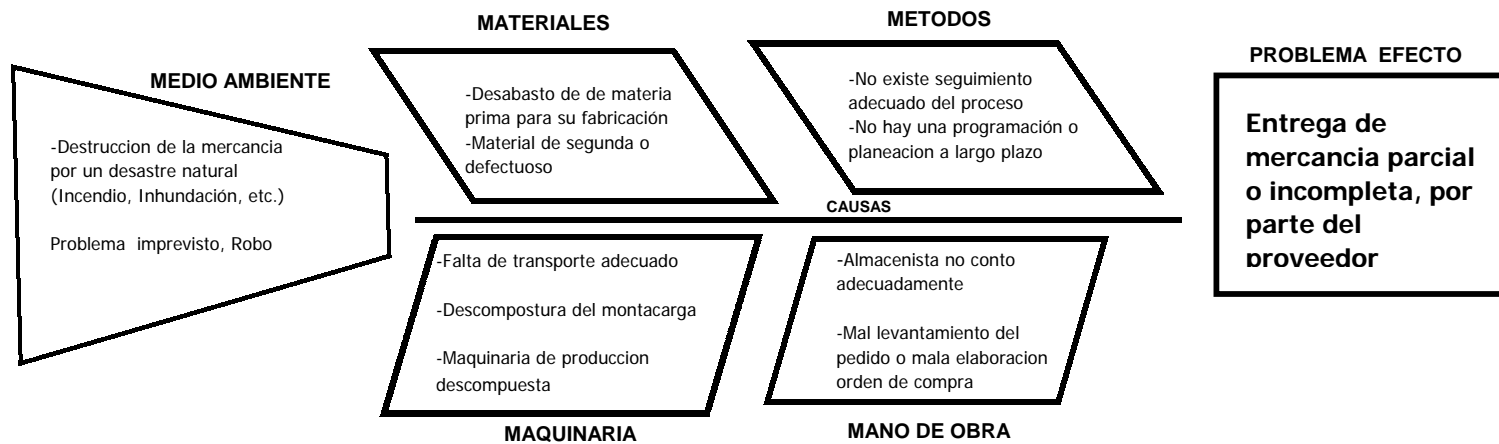 MEDIO AMBIENTE
-Destruccion de la mercancia
por un desastre natural
(Incendio, Inhundación, etc.)
Problema imprevisto, Robo
MATERIALES
-Desabasto de de materia
prima para su fabricación
-Material de segunda o
defectuoso
METODOS
-No existe seguimiento
adecuado del proceso
-No hay una programación o
planeacion a largo plazo
CAUSAS
-Falta de transporte adecuado
-Descompostura del montacarga
-Maquinaria de produccion
descompuesta
MAQUINARIA
-Almacenista no conto
adecuadamente
-Mal levantamiento del
pedido o mala elaboracion
orden de compra
MANO DE OBRA
PROBLEMA EFECTO
Entrega de
mercancia parcial
o incompleta, por
parte del
proveedor